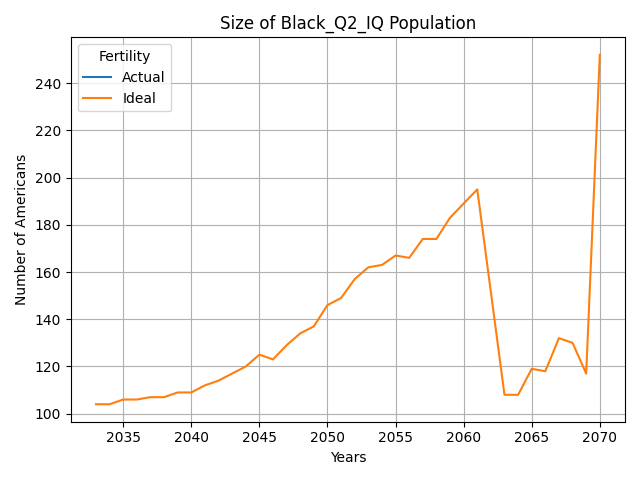 Size of Black_Q2_IQ Population
Fertility
Actual
Ideal
Number of Americans
240
220
200
180
160
140
120
100
2035
2040
2045
2050
2055
2060
2065
2070
Years